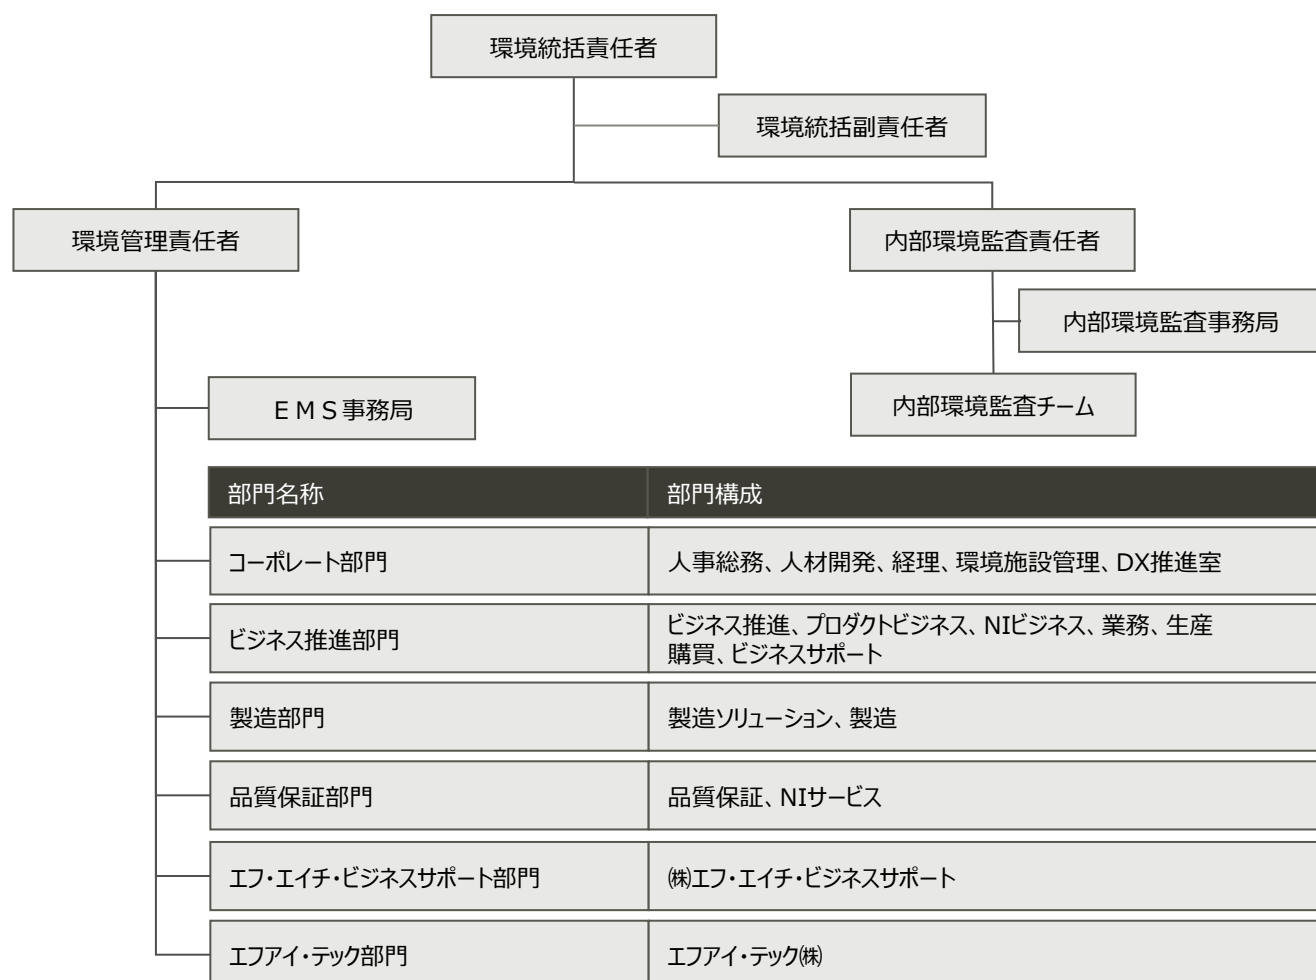 環境統括責任者
環境統括副責任者
環境管理責任者
内部環境監査責任者
内部環境監査事務局
EMS事務局
内部環境監査チーム
部門名称 部門構成
コーポレート部門 人事総務、人材開発、経理、環境施設管理、DX推進室
ビジネス推進部門 ビジネス推進、プロダクトビジネス、NIビジネス、業務、生産
購買、ビジネスサポート
製造部門 製造ソリューション、製造
品質保証部門 品質保証、NIサービス
エフ・エイチ・ビジネスサポート部門 ㈱エフ・エイチ・ビジネスサポート
エフアイ・テック部門 エフアイ・テック㈱